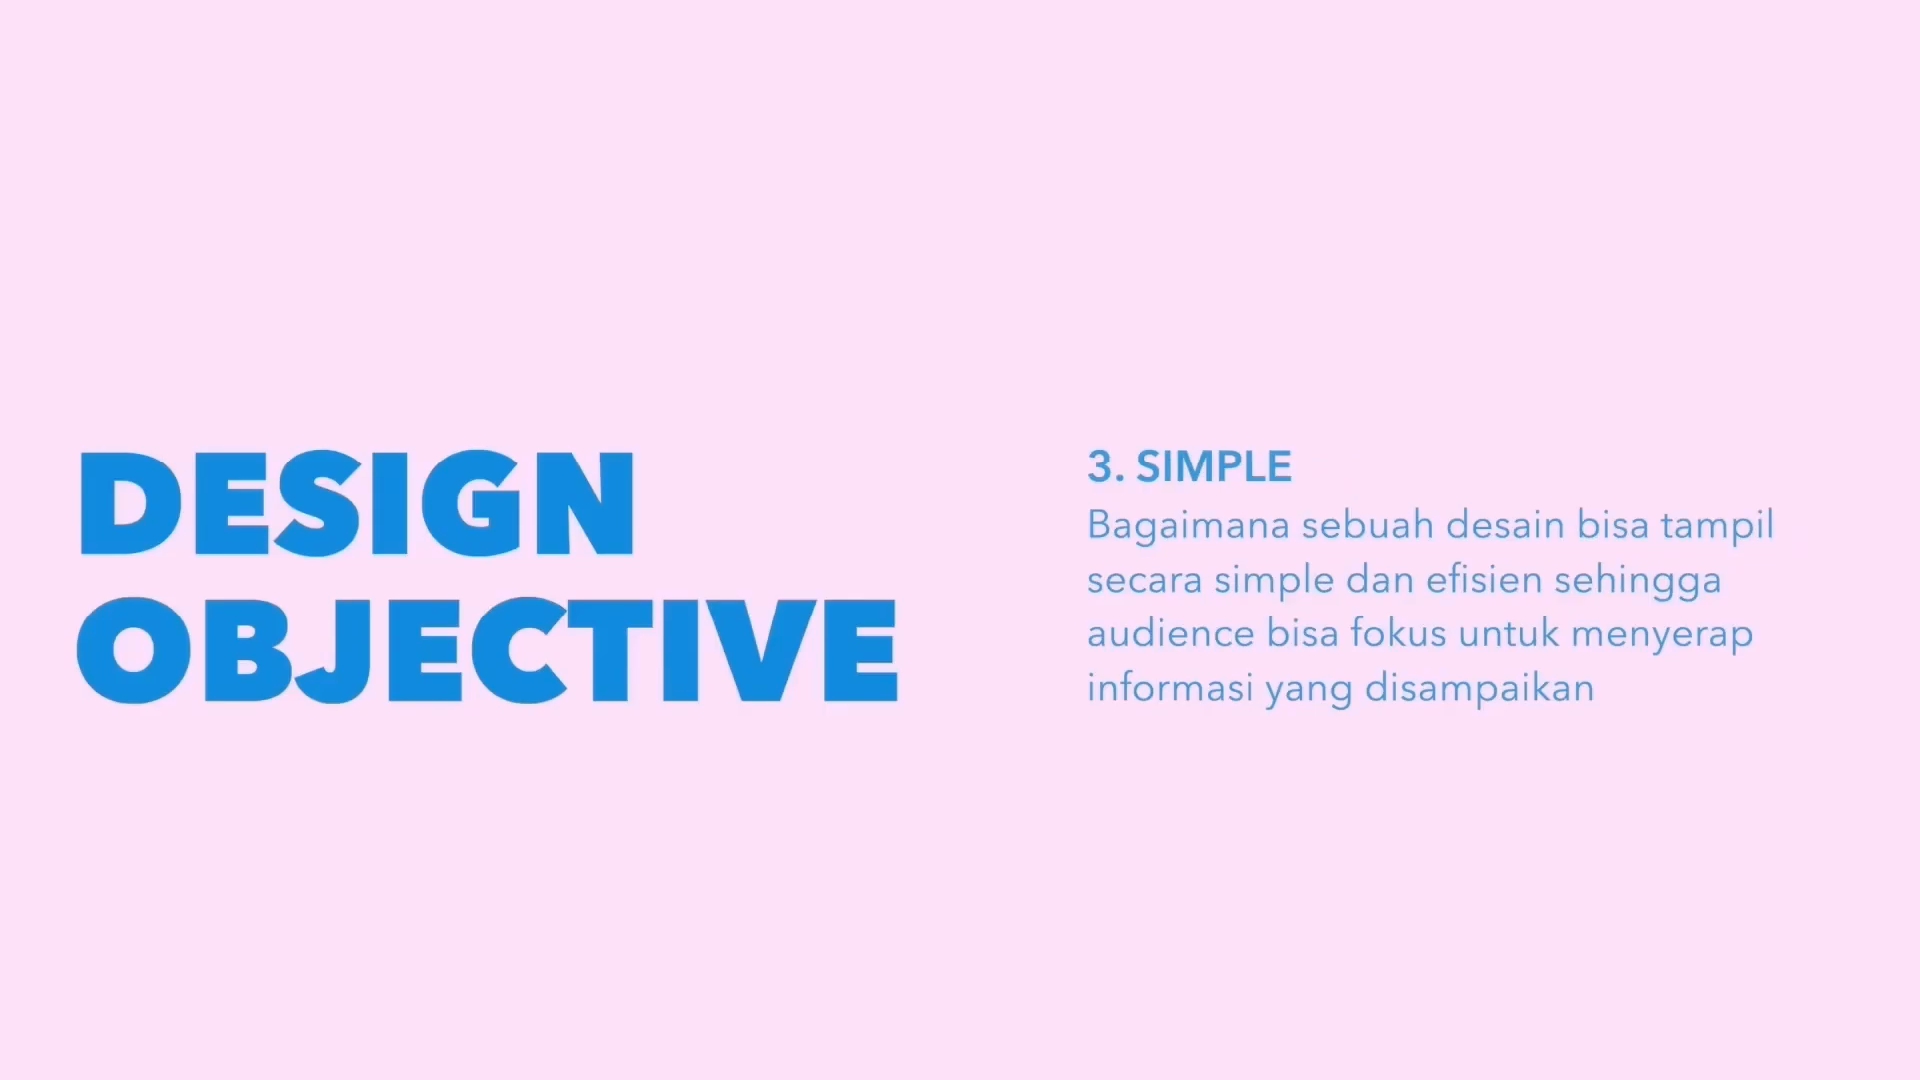 DESIGN
OBJECTIVE
3. SIMPLE
Bagaimana sebuah desain bisa tampil
secara simple dan efisien sehingga
audience bisa fokus untuk menyerap
informasi yang disampaikan